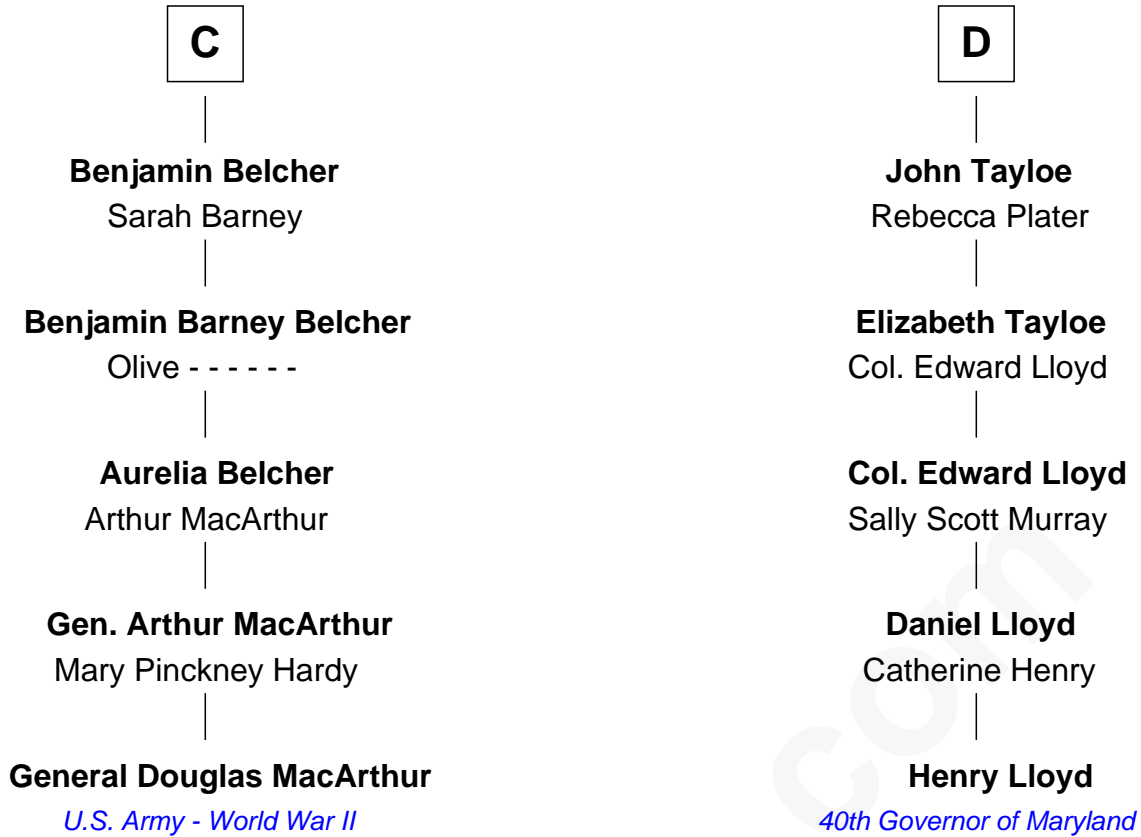 C
Benjamin Belcher
Sarah Barney
Benjamin Barney Belcher
Olive - - - - - -
Aurelia Belcher
Arthur MacArthur
Gen. Arthur MacArthur
Mary Pinckney Hardy
General Douglas MacArthur
U.S. Army - World War II
D
John Tayloe
Rebecca Plater
Elizabeth Tayloe
Col. Edward Lloyd
Col. Edward Lloyd
Sally Scott Murray
Daniel Lloyd
Catherine Henry
Henry Lloyd
40th Governor of Maryland
com